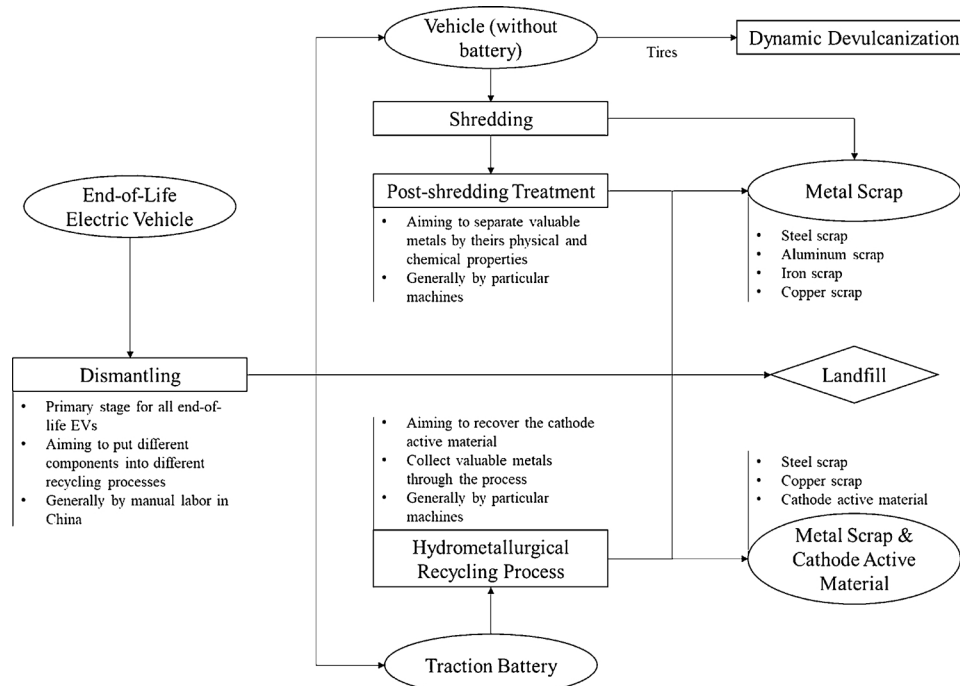 Vehicle (without
battery)
Tires
Dynamic Devulcanization
Shredding
End-of-Life
Electric Vehicle
Post-shredding Treatment
• Aiming to separate valuable
metals by theirs physical and
chemical properties
• Generally by particular
machines
Metal Scrap
• Steel scrap
• Aluminum scrap
• Iron scrap
• Copper scrap
Dismantling
• Primary stage for all end-of-
life EVs
• Aiming to put different
components into different
recycling processes
• Generally by manual labor in
China
Landfill
• Aiming to recover the cathode
active material
• Collect valuable metals
through the process
• Generally by particular
machines
Hydrometallurgical
Recycling Process
• Steel scrap
• Copper scrap
• Cathode active material
Metal Scrap &
Cathode Active
Material
Traction Battery